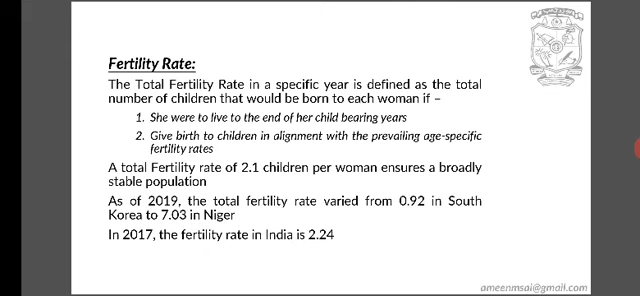 Fertility Rate:
The Total Fertility Rate in a specific year is defined as the total
number of children that would be born to each woman if –
1. She were to live to the end of her child bearing years
2. Give birth to children in alignment with the prevailing age-specific
fertility rates
A total Fertility rate of 2.1 children per woman ensures a broadly
stable population
As of 2019, the total fertility rate varied from 0.92 in South
Korea to 7.03 in Niger
In 2017, the fertility rate in India is 2.24
ameenmsai@gmail.com